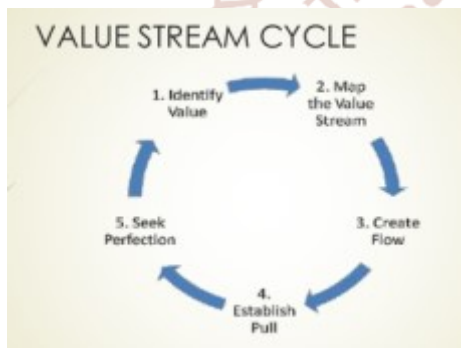 VALUE STREAM CYCLE
1. Identify
Value
2. Map
the Value
Stream
3. Create
Flow
4.
Establish
Pull
5. Seek
Perfection